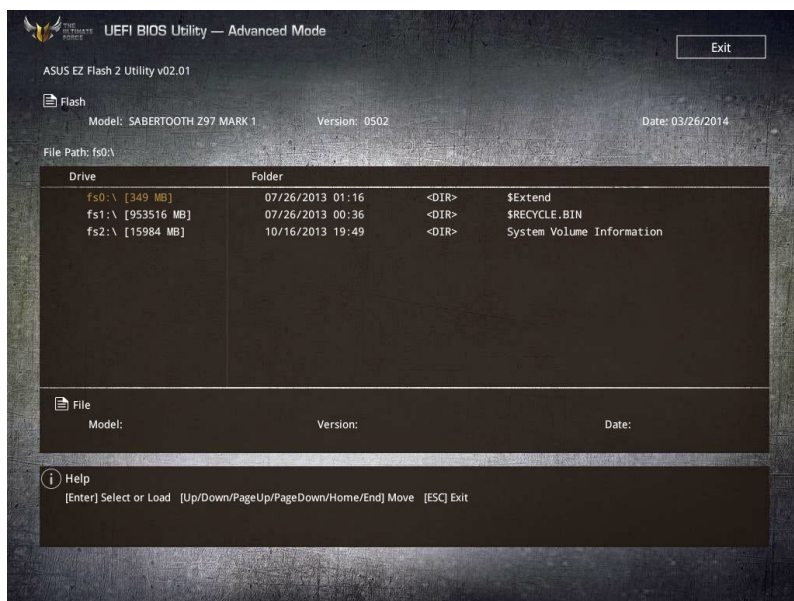 THE ULTIMATE FORCE
UEFI BIOS Utility — Advanced Mode
Exit
ASUS EZ Flash 2 Utility v02.01
Flash
Model: SABERTOOTH Z97 MARK 1 Version: 0502 Date: 03/26/2014
File Path: fs0:\
Drive Folder
fs0:\ [349 MB] 07/26/2013 01:16 <DIR> $Extend
fs1:\ [953516 MB] 07/26/2013 00:36 <DIR> $RECYCLE.BIN
fs2:\ [15984 MB] 10/16/2013 19:49 <DIR> System Volume Information
File
Model: Version: Date:
i Help
[Enter] Select or Load [Up/Down/PageUp/PageDown/Home/End] Move [ESC] Exit